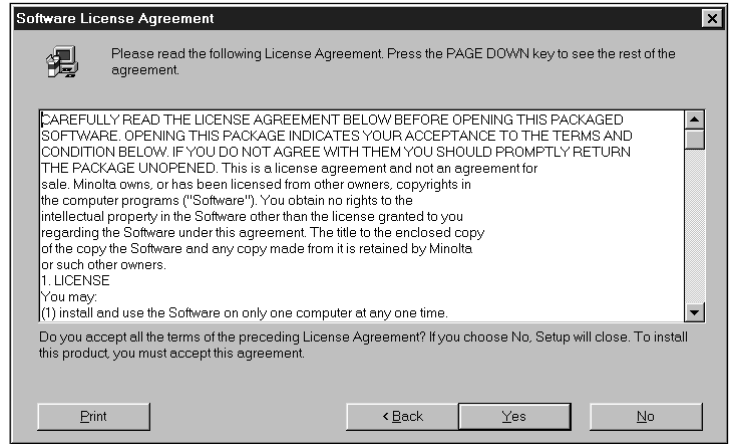 Software License Agreement
Please read the following License Agreement. Press the PAGE DOWN key to see the rest of the
agreement.
CAREFULLY READ THE LICENSE AGREEMENT BELOW BEFORE OPENING THIS PACKAGED
SOFTWARE. OPENING THIS PACKAGE INDICATES YOUR ACCEPTANCE TO THE TERMS AND
CONDITION BELOW. IF YOU DO NOT AGREE WITH THEM YOU SHOULD PROMPTLY RETURN
THE PACKAGE UNOPENED. This is a license agreement and not an agreement for
sale. Minolta owns, or has been licensed from other owners, copyrights in
the computer programs ("Software"). You obtain no rights to the
intellectual property in the Software other than the license granted to you
regarding the Software under this agreement. The title to the enclosed copy
of the copy the Software and any copy made from it is retained by Minolta
or such other owners.
1. LICENSE
You may:
(1) install and use the Software on only one computer at any one time.
Do you accept all the terms of the preceding License Agreement? If you choose No, Setup will close. To install
this product, you must accept this agreement.
Print
< Back
Yes
No